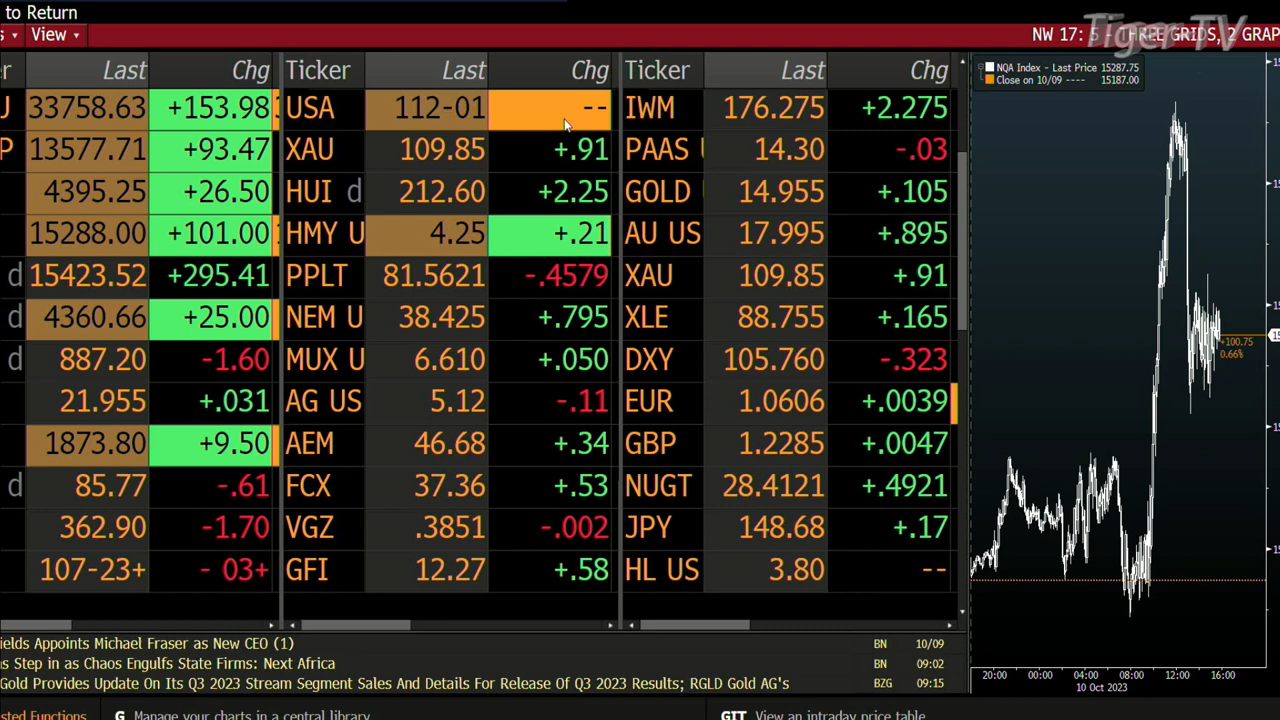 to Return
s View
NW 17: 5 - THREE GRIDS, 2 GRAP
Tiger TV
r Last Chg Ticker Last Chg Ticker Last Chg
J 33758.63 +153.98 USA 112-01 -- IWM 176.275 +2.275
P 13577.71 +93.47 XAU 109.85 +.91 PAAS U 14.30 -.03
4395.25 +26.50 HUI d 212.60 +2.25 GOLD U 14.955 +.105
15288.00 +101.00 HMY U 4.25 +.21 AU US 17.995 +.895
d 15423.52 +295.41 PPLT 81.5621 -.4579 XAU 109.85 +.91
d 4360.66 +25.00 NEM U 38.425 +.795 XLE 88.755 +.165
d 887.20 -1.60 MUX U 6.610 +.050 DXY 105.760 -.323
21.955 +.031 AG US 5.12 -.11 EUR 1.0606 +.0039
1873.80 +9.50 AEM 46.68 +.34 GBP 1.2285 +.0047
d 85.77 -.61 FCX 37.36 +.53 NUGT 28.4121 +.4921
362.90 -1.70 VGZ .3851 -.002 JPY 148.68 +.17
107-23+ - 03+ GFI 12.27 +.58 HL US 3.80 --
NQA Index - Last Price 15287.75
Close on 10/09 ---- 15187.00
+100.75
0.66%
20:00 00:00 04:00 08:00 12:00 16:00
10 Oct 2023
ields Appoints Michael Fraser as New CEO (1) BN 10/09
s Step in as Chaos Engulfs State Firms: Next Africa BN 09:02
Gold Provides Update On Its Q3 2023 Stream Segment Sales And Details For Release Of Q3 2023 Results; RGLD Gold AG's BZG 09:15
sted Functions G Manage your charts in a central library GIT View an intraday price table